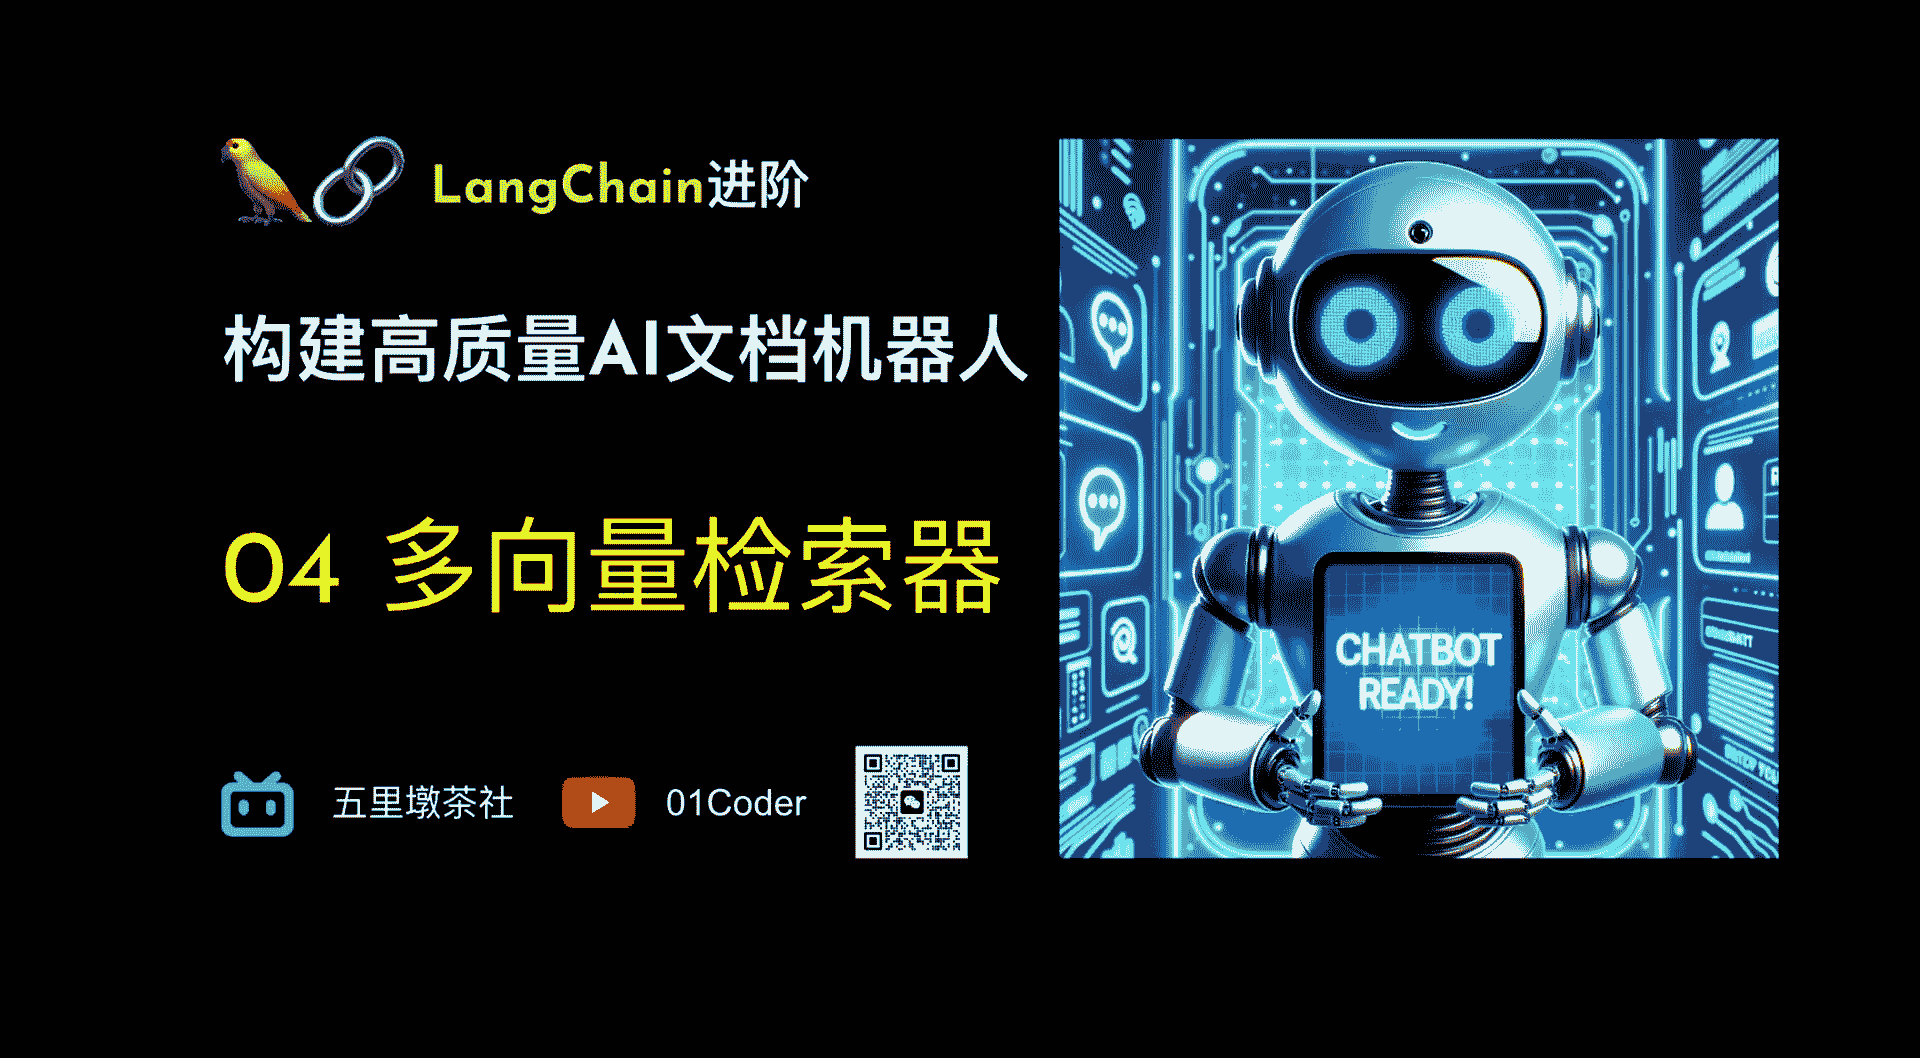 LangChain进阶
构建高质量AI文档机器人
04 多向量检索器
五里墩茶社
01Coder
CHATBOT
READY!